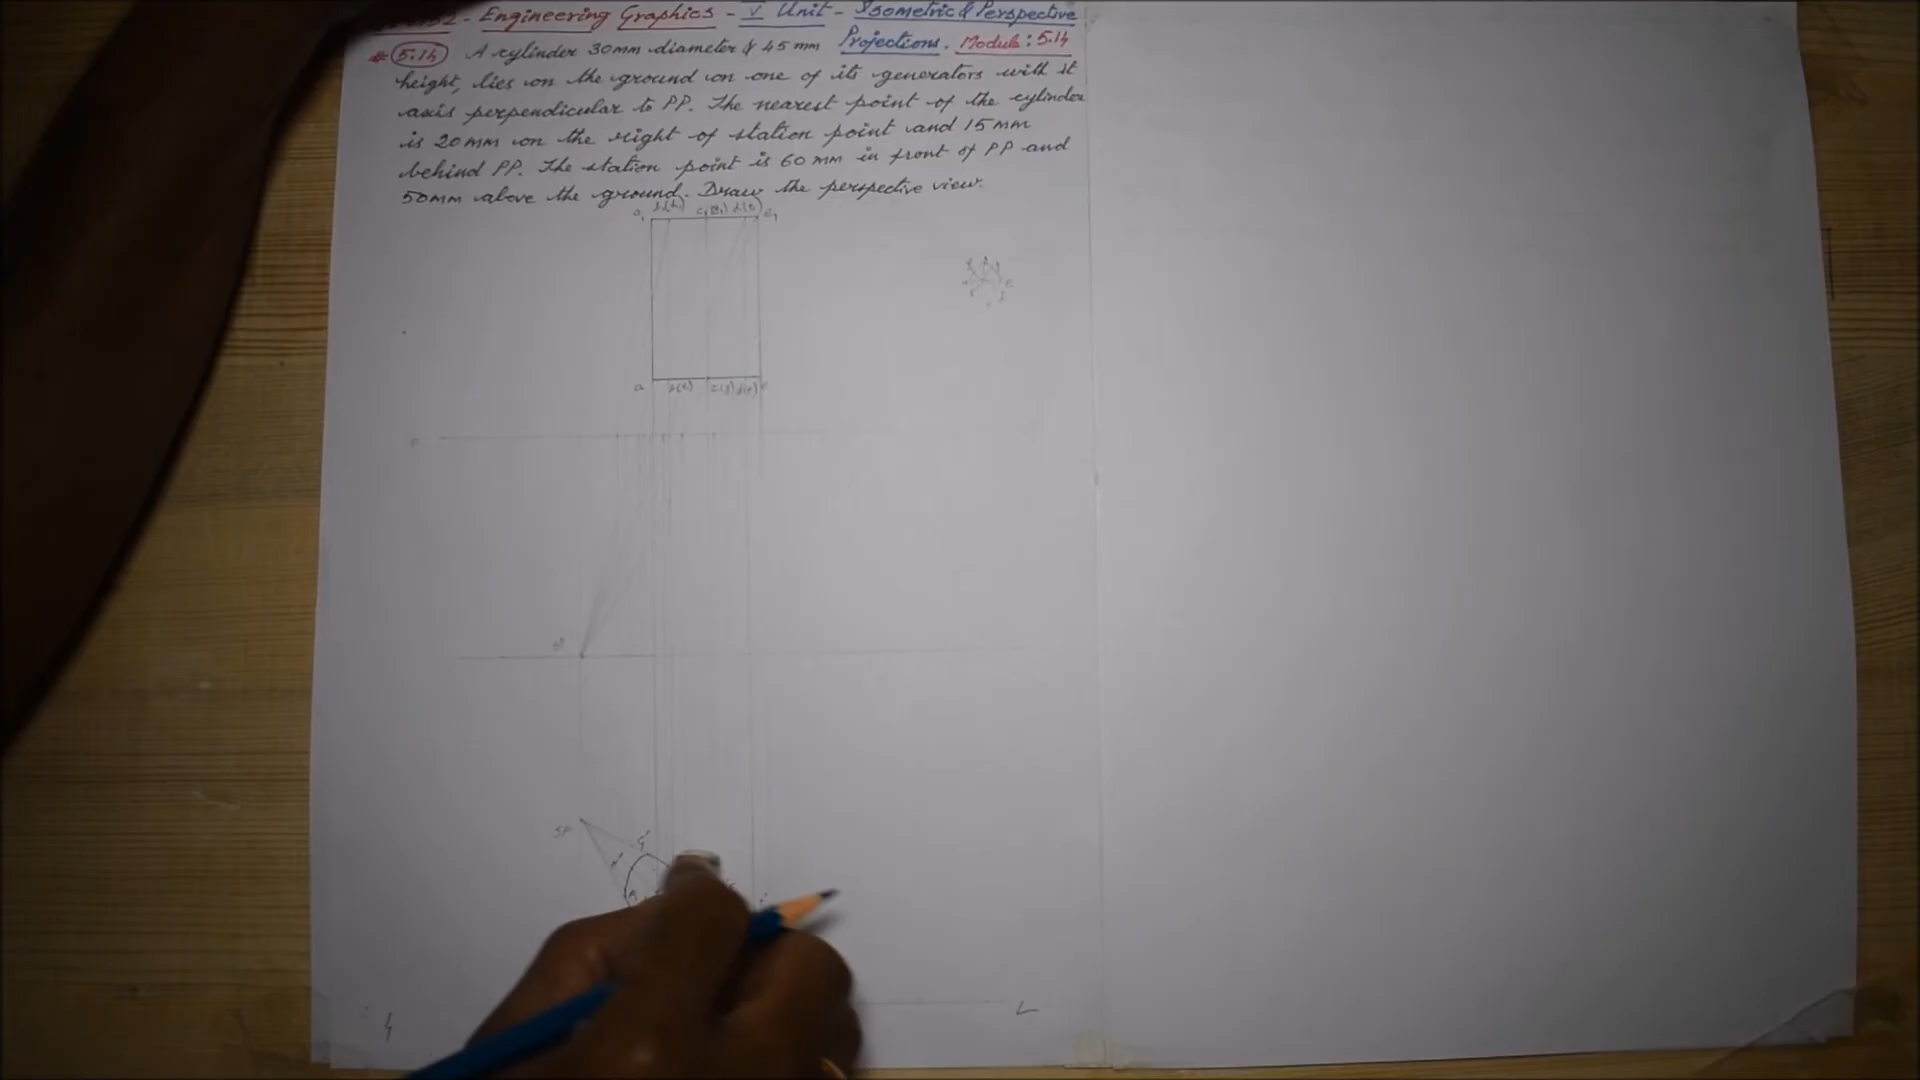 Engineering Graphics - V Unit - Isometric & Perspective
Projections. Module: 5.14
# 5.14 A cylinder 30mm diameter & 45 mm
height, lies on the ground on one of its generators with it
axis perpendicular to PP. The nearest point of the cylinder
is 20mm on the right of station point and 15mm
behind PP. The station point is 60 mm in front of PP and
50mm above the ground. Draw the perspective view.
a
SP
L